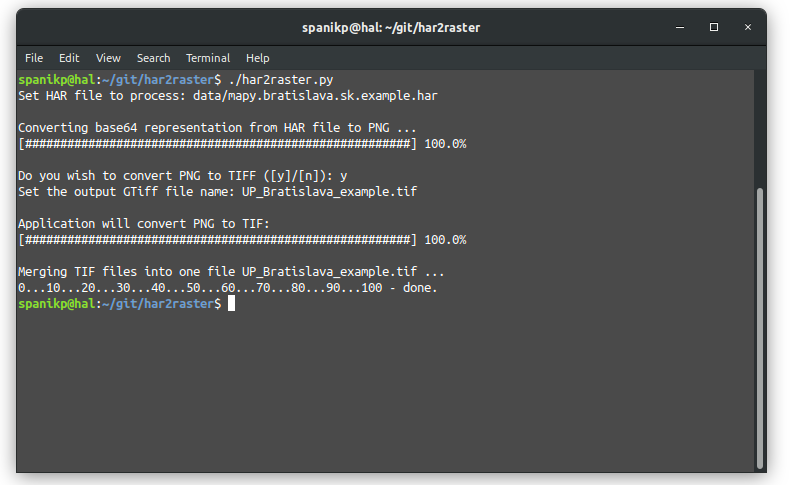 spanikp@hal: ~/git/har2raster
File Edit View Search Terminal Help
spanikp@hal:~/git/har2raster$ ./har2raster.py
Set HAR file to process: data/mapy.bratislava.sk.example.har
Converting base64 representation from HAR file to PNG ...
[#######################################################] 100.0%
Do you wish to convert PNG to TIFF ([y]/[n]): y
Set the output GTiff file name: UP_Bratislava_example.tif
Application will convert PNG to TIF:
[#######################################################] 100.0%
Merging TIF files into one file UP_Bratislava_example.tif ...
0...10...20...30...40...50...60...70...80...90...100 - done.
spanikp@hal:~/git/har2raster$